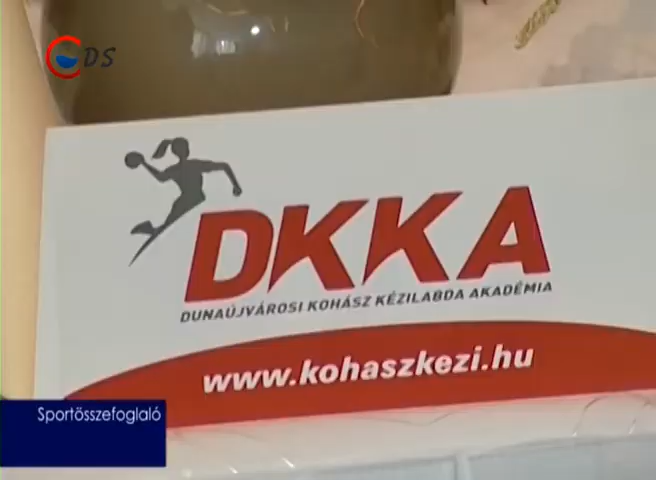 DS
DKKA
DUNAÚJVÁROSI KOHÁSZ KÉZILABDA AKADÉMIA
www.kohaszkezi.hu
Sportösszefoglaló